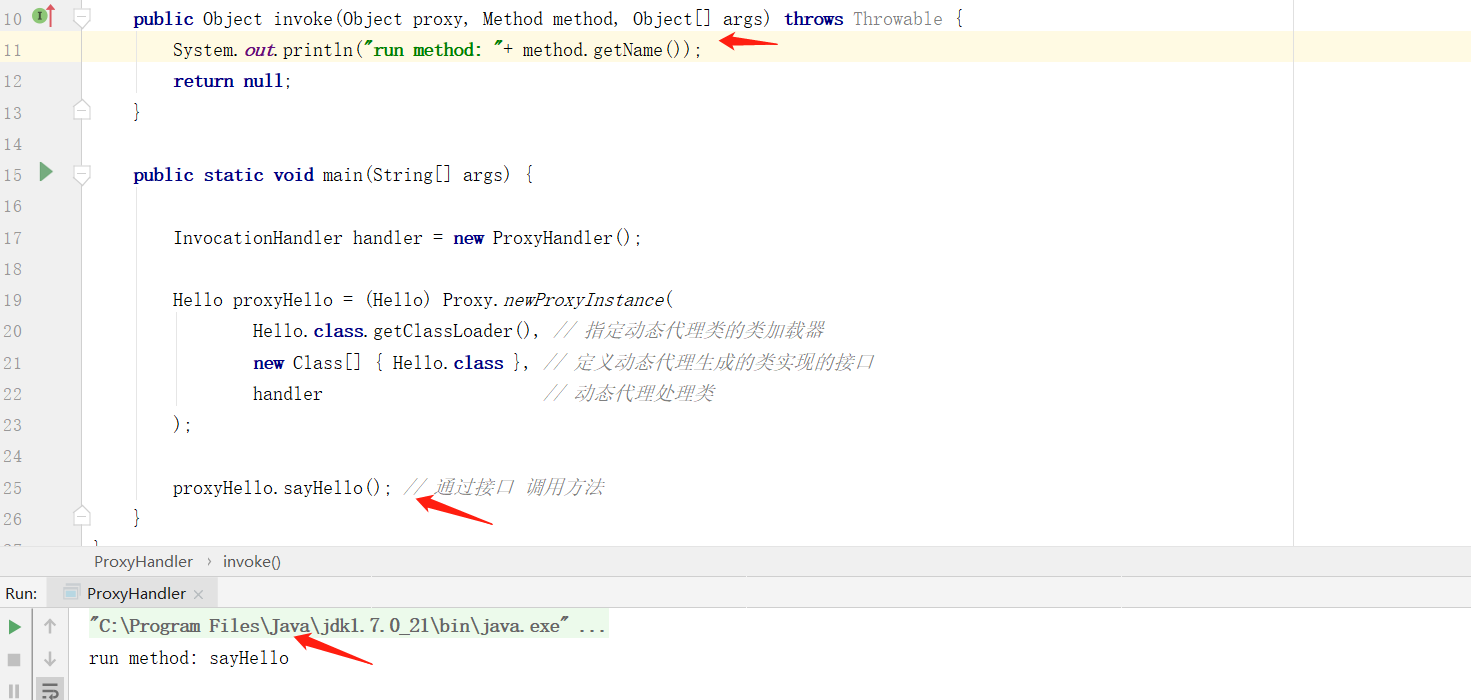 10 public Object invoke(Object proxy, Method method, Object[] args) throws Throwable {
11 System.out.println("run method: "+ method.getName());
12 return null;
13 }
14
15 public static void main(String[] args) {
16
17 InvocationHandler handler = new ProxyHandler();
18
19 Hello proxyHello = (Hello) Proxy.newProxyInstance(
20 Hello.class.getClassLoader(), // 指定动态代理类的类加载器
21 new Class[] { Hello.class }, // 定义动态代理生成的类实现的接口
22 handler // 动态代理处理类
23 );
24
25 proxyHello.sayHello(); // 通过接口 调用方法
26 }
ProxyHandler › invoke()
Run: ProxyHandler ×
"C:\Program Files\Java\jdk1.7.0_21\bin\java.exe" ...
run method: sayHello